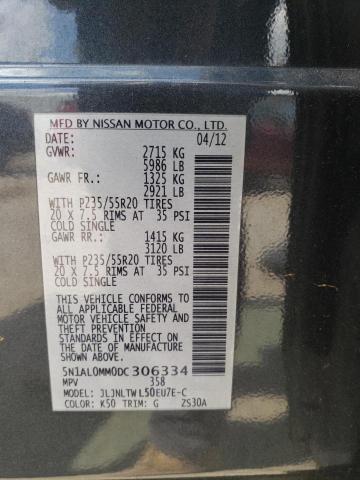 MFD BY NISSAN MOTOR CO., LTD.
DATE: 04/12
GVWR: 2715 KG
5986 LB
GAWR FR: 1325 KG
2921 LB
WITH P235/55R20 TIRES
20 X 7.5 RIMS AT 35 PSI
COLD SINGLE
GAWR RR: 1415 KG
3120 LB
WITH P235/55R20 TIRES
20 X 7.5 RIMS AT 35 PSI
COLD SINGLE
THIS VEHICLE CONFORMS TO
ALL APPLICABLE FEDERAL
MOTOR VEHICLE SAFETY AND
THEFT PREVENTION
STANDARDS IN EFFECT ON
THE DATE OF MANUFACTURE
SHOWN ABOVE.
5N1AL0MM0DC306334
MPV 358
MODEL: JLJNLTW L50EU7E-C
COLOR: K50 TRIM: G ZS30A